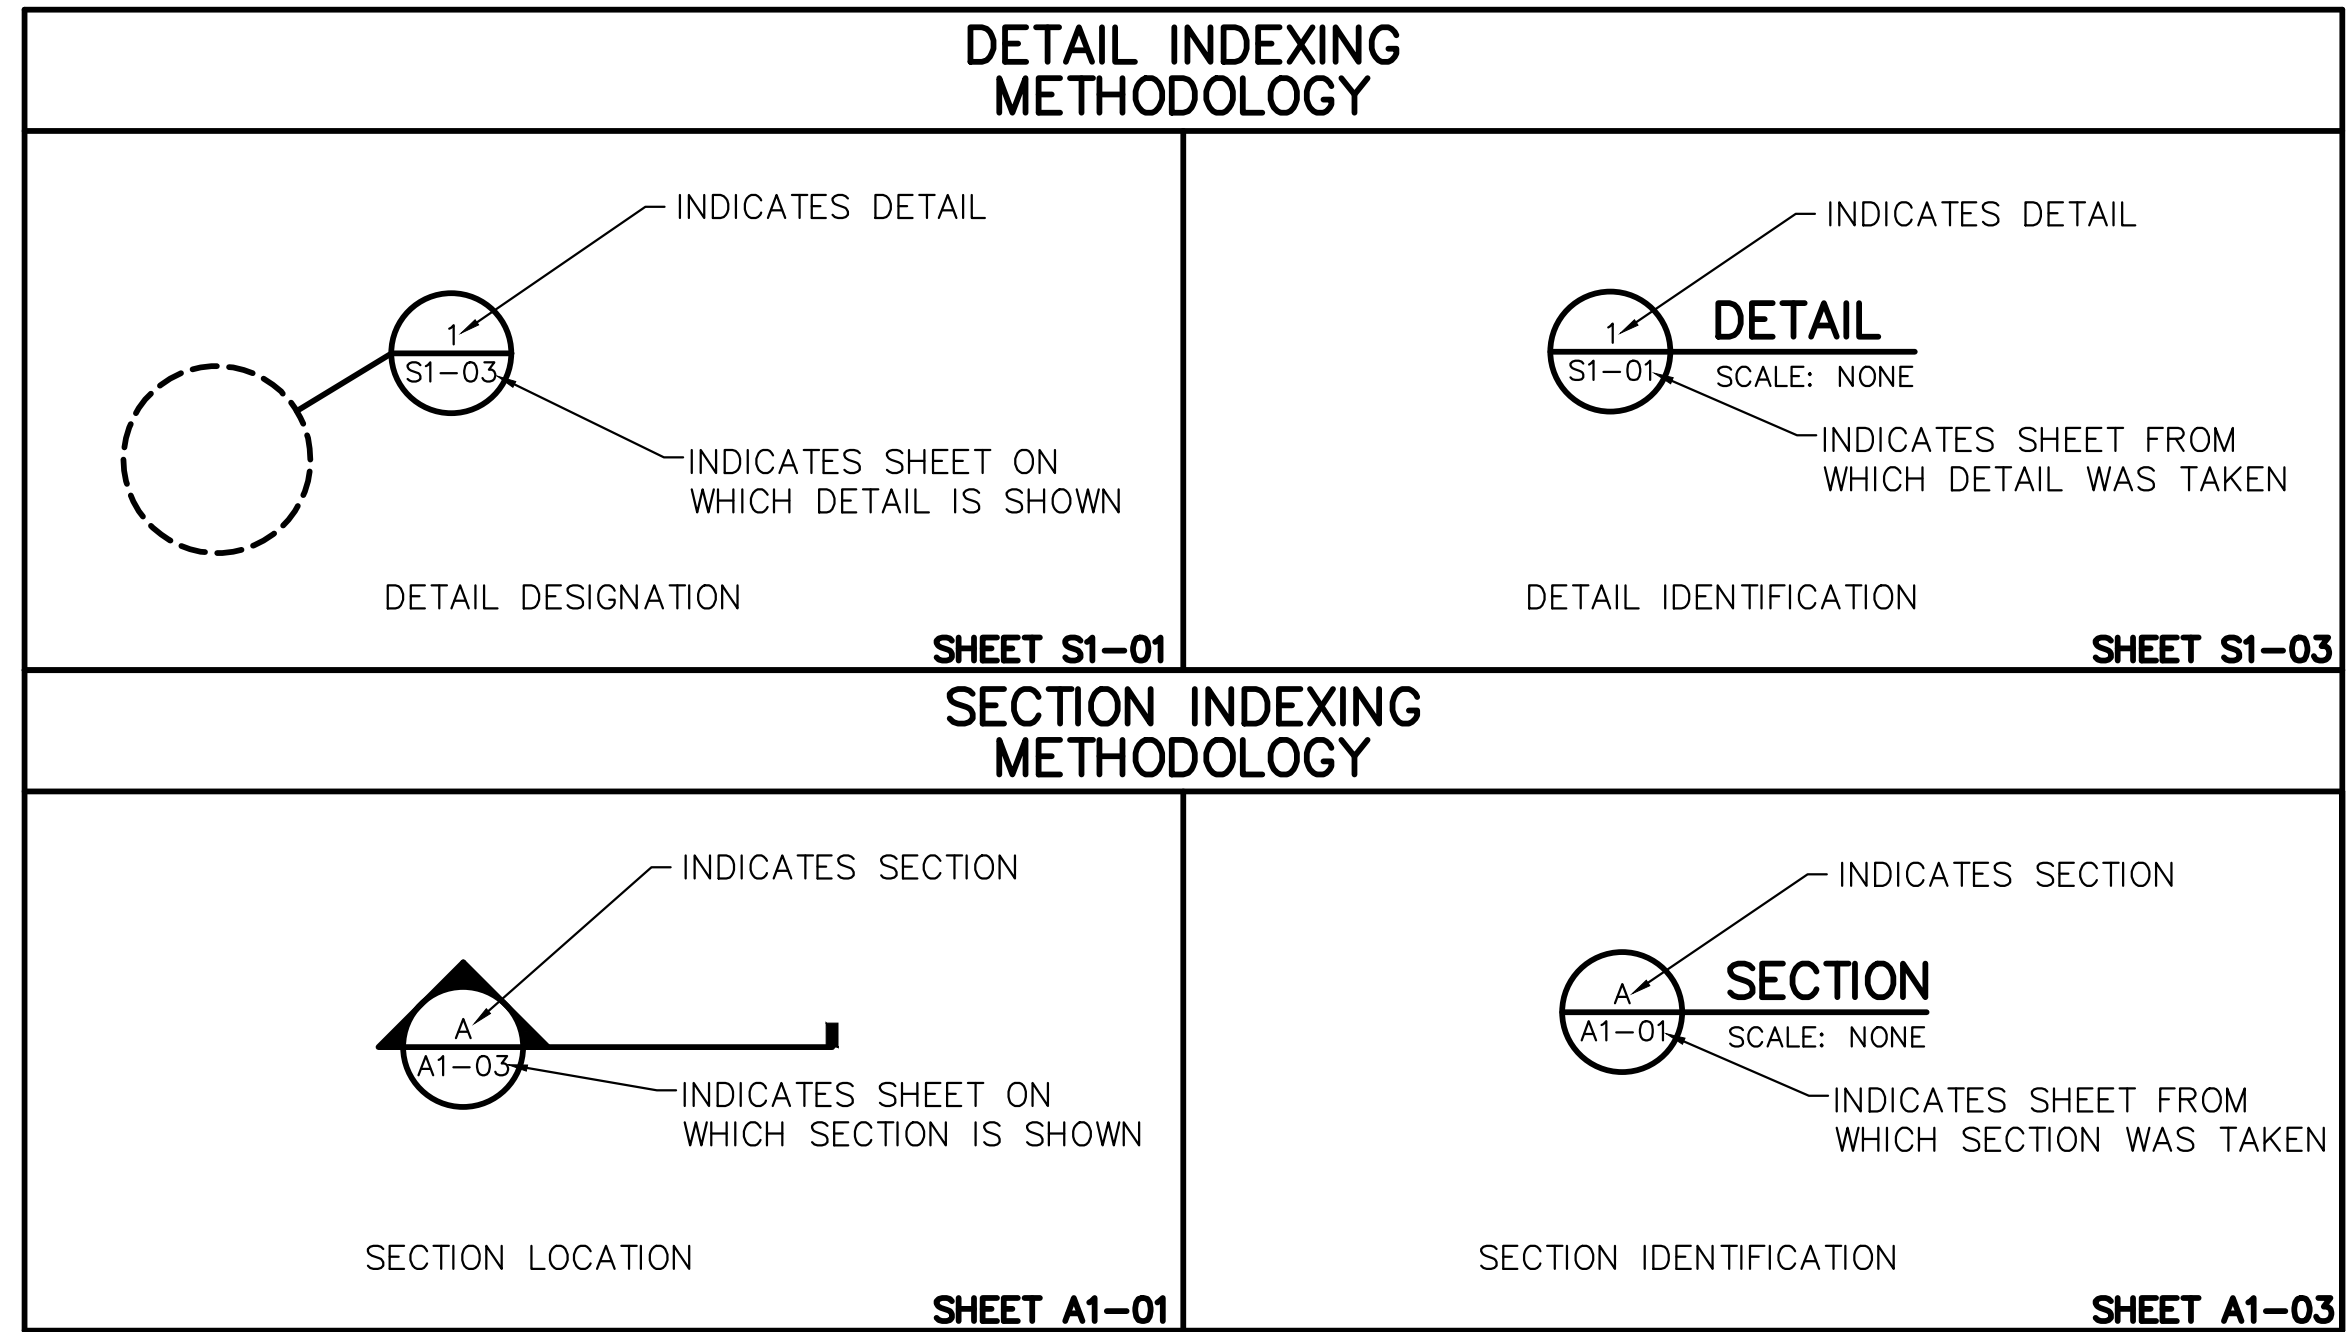 DETAIL INDEXING
METHODOLOGY
INDICATES DETAIL
1
S1-03
INDICATES SHEET ON
WHICH DETAIL IS SHOWN
DETAIL DESIGNATION
SHEET S1-01
INDICATES DETAIL
1
DETAIL
S1-01
SCALE: NONE
INDICATES SHEET FROM
WHICH DETAIL WAS TAKEN
DETAIL IDENTIFICATION
SHEET S1-03
SECTION INDEXING
METHODOLOGY
INDICATES SECTION
A
A1-03
INDICATES SHEET ON
WHICH SECTION IS SHOWN
SECTION LOCATION
SHEET A1-01
INDICATES SECTION
A
SECTION
A1-01
SCALE: NONE
INDICATES SHEET FROM
WHICH SECTION WAS TAKEN
SECTION IDENTIFICATION
SHEET A1-03